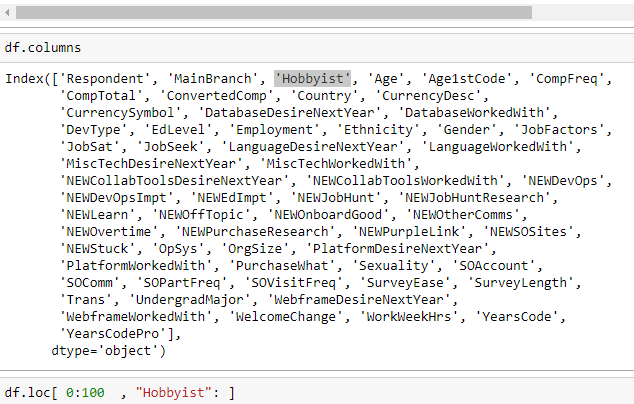 df.columns
Index(['Respondent', 'MainBranch', 'Hobbyist', 'Age', 'Age1stCode', 'CompFreq',
'CompTotal', 'ConvertedComp', 'Country', 'CurrencyDesc',
'CurrencySymbol', 'DatabaseDesireNextYear', 'DatabaseWorkedWith',
'DevType', 'EdLevel', 'Employment', 'Ethnicity', 'Gender', 'JobFactors',
'JobSat', 'JobSeek', 'LanguageDesireNextYear', 'LanguageWorkedWith',
'MiscTechDesireNextYear', 'MiscTechWorkedWith',
'NEWCollabToolsDesireNextYear', 'NEWCollabToolsWorkedWith', 'NEWDevOps',
'NEWDevOpsImpt', 'NEWEdImpt', 'NEWJobHunt', 'NEWJobHuntResearch',
'NEWLearn', 'NEWOffTopic', 'NEWOnboardGood', 'NEWOtherComms',
'NEWOvertime', 'NEWPurchaseResearch', 'NEWPurpleLink', 'NEWSOSites',
'NEWStuck', 'OpSys', 'OrgSize', 'PlatformDesireNextYear',
'PlatformWorkedWith', 'PurchaseWhat', 'Sexuality', 'SOAccount',
'SOComm', 'SOPartFreq', 'SOVisitFreq', 'SurveyEase', 'SurveyLength',
'Trans', 'UndergradMajor', 'WebframeDesireNextYear',
'WebframeWorkedWith', 'WelcomeChange', 'WorkWeekHrs', 'YearsCode',
'YearsCodePro'],
dtype='object')
df.loc[ 0:100  , "Hobbyist": ]